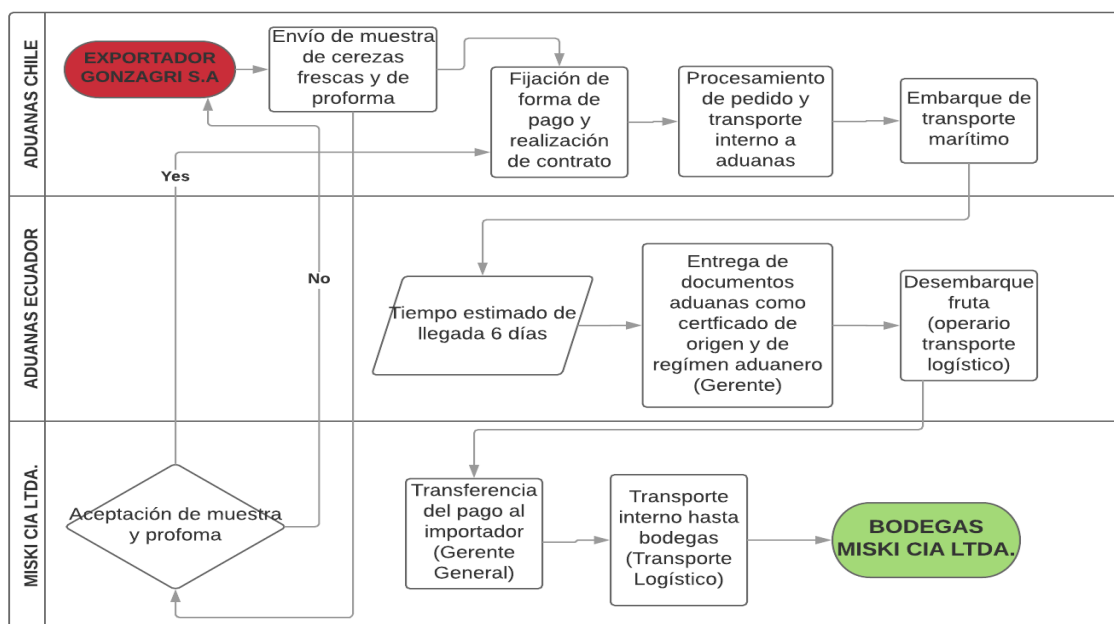 ADUANAS CHILE
EXPORTADOR
GONZAGRI S.A
Envío de muestra
de cerezas
frescas y de
proforma
Fijación de
forma de
pago y
realización
de contrato
Procesamiento
de pedido y
transporte
interno a
aduanas
Embarque de
transporte
marítimo
Yes
No
ADUANAS ECUADOR
Tiempo estimado de
llegada 6 días
Entrega de
documentos
aduanas como
certficado de
origen y de
regímen aduanero
(Gerente)
Desembarque
fruta
(operario
transporte
logístico)
MISKI CIA LTDA.
Aceptación de muestra
y profoma
Transferencia
del pago al
importador
(Gerente
General)
Transporte
interno hasta
bodegas
(Transporte
Logístico)
BODEGAS
MISKI CIA LTDA.